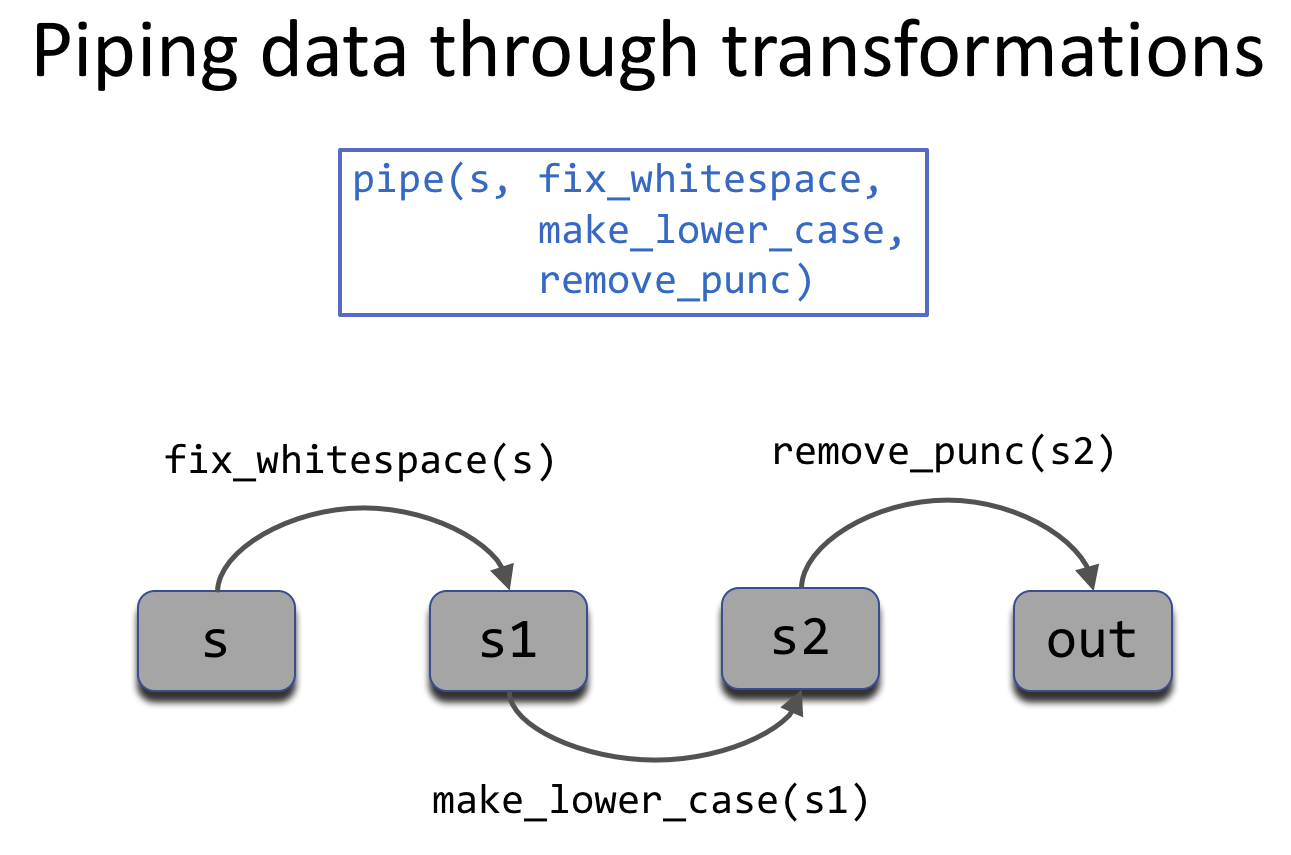 Piping data through transformations
pipe(s, fix_whitespace,
make_lower_case,
remove_punc)
fix_whitespace(s)
remove_punc(s2)
s
s1
s2
out
make_lower_case(s1)